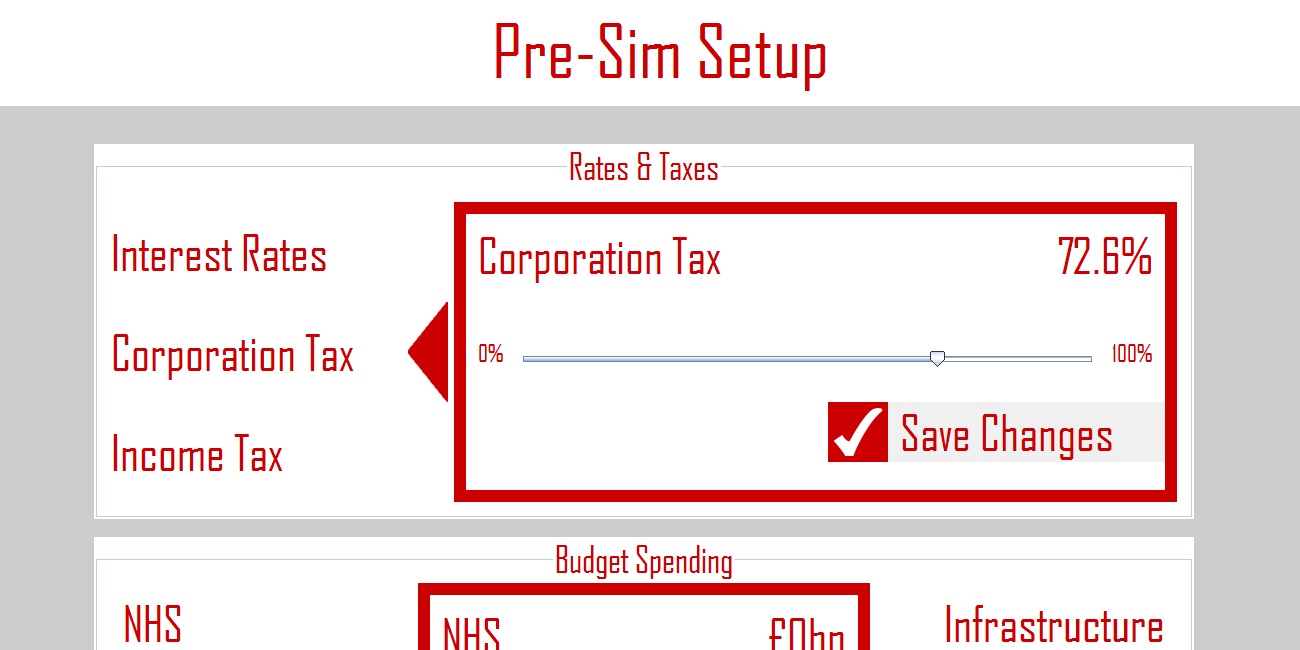 Pre-Sim Setup
Rates & Taxes
Interest Rates
Corporation Tax
Income Tax
Corporation Tax 72.6%
0% 100%
Save Changes
Budget Spending
NHS
NHS £0bn
Infrastructure